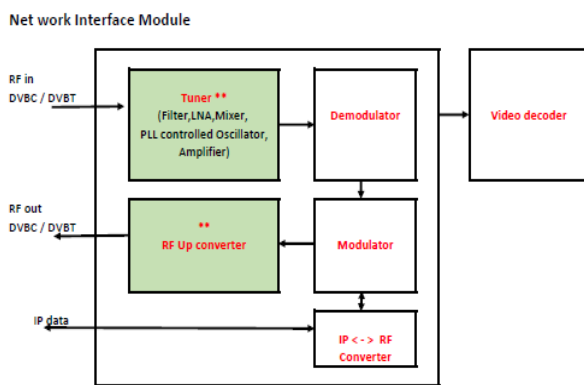 Net work Interface Module
RF in
DVBC / DVBT
Tuner **
(Filter,LNA,Mixer,
PLL controlled Oscillator,
Amplifier)
Demodulator
Video decoder
RF out
DVBC / DVBT
**
RF Up converter
Modulator
IP data
IP < - > RF
Converter